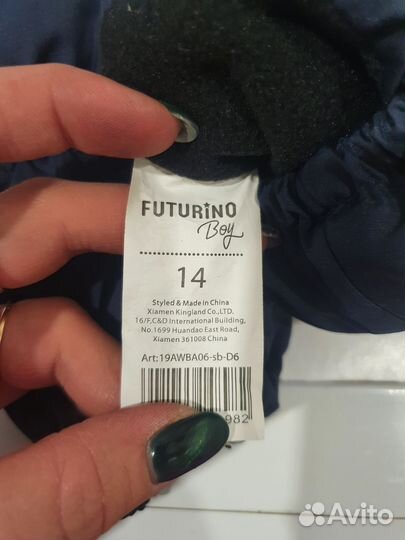 FUTURiNO
Boy
14
Styled & Made in China
Xiamen Kingland Co.,LTD.
16/F,C&D International Building,
No.1699 Huandao East Road,
Xiamen 361008 China
Art:19AWBA06-sb-D6
982
Avito